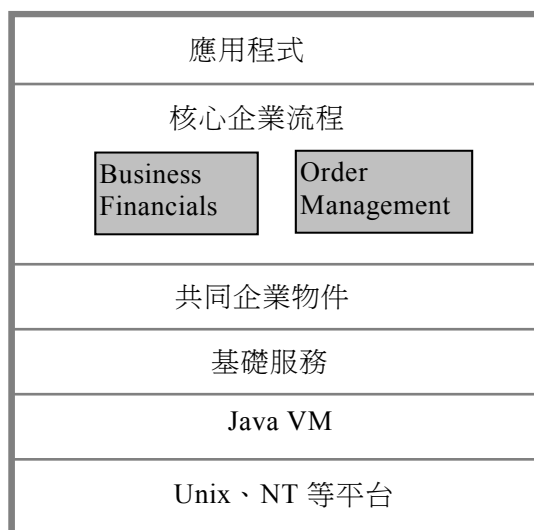 應用程式
核心企業流程
Business
Financials
Order
Management
共同企業物件
基礎服務
Java VM
Unix、NT 等平台